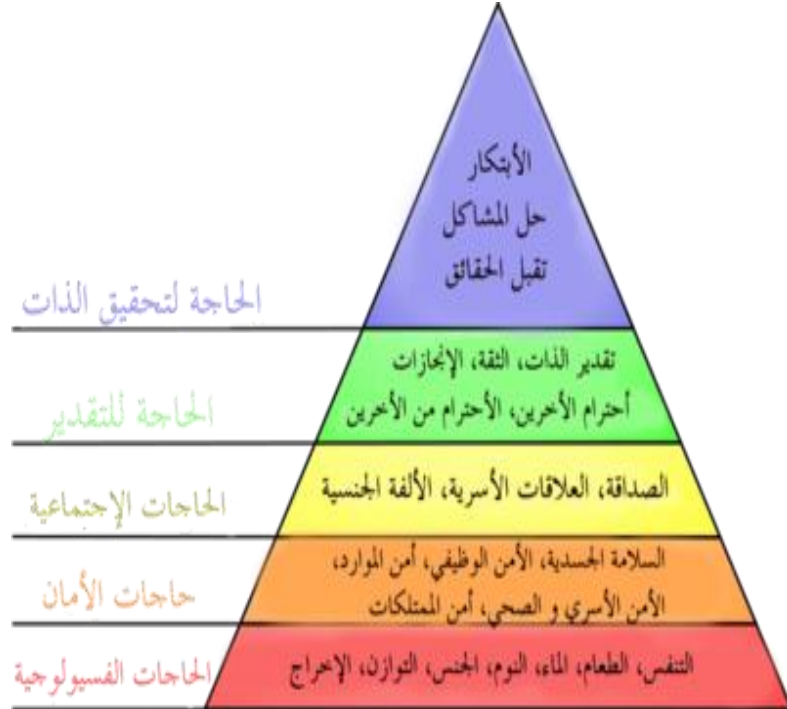 الأبتكار
حل المشاكل
تقبل الحقائق
الحاجة لتحقيق الذات
تقدير الذات، الثقة، الإنجازات
أحترام الأخرين، الأحترام من الأخرين
الحاجة للتقدير
الصداقة، العلاقات الأسرية، الألفة الجنسية
الحاجات الإجتماعية
السلامة الجسدية، الأمن الوظيفي، أمن الموارد،
الأمن الأسري و الصحي، أمن الممتلكات
حاجات الأمان
التنفس، الطعام، الماء، النوم، الجنس، التوازن، الإخراج
الحاجات الفسيولوجية